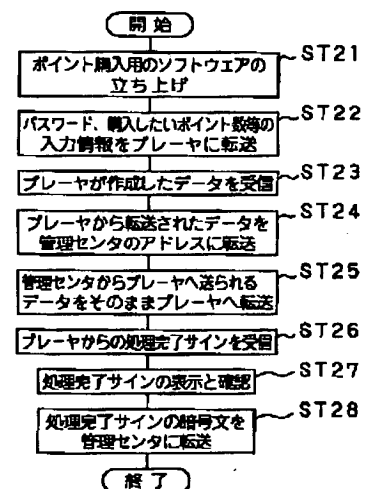 開始
ST21
ポイント購入用のソフトウェアの
立ち上げ
ST22
パスワード、購入したいポイント数等の
入力情報をプレーヤに転送
ST23
プレーヤが作成したデータを受信
ST24
プレーヤから転送されたデータを
管理センタのアドレスに転送
ST25
管理センタからプレーヤへ送られる
データをそのままプレーヤへ転送
ST26
プレーヤからの処理完了サインを受信
ST27
処理完了サインの表示と確認
ST28
処理完了サインの暗号文を
管理センタに転送
終了